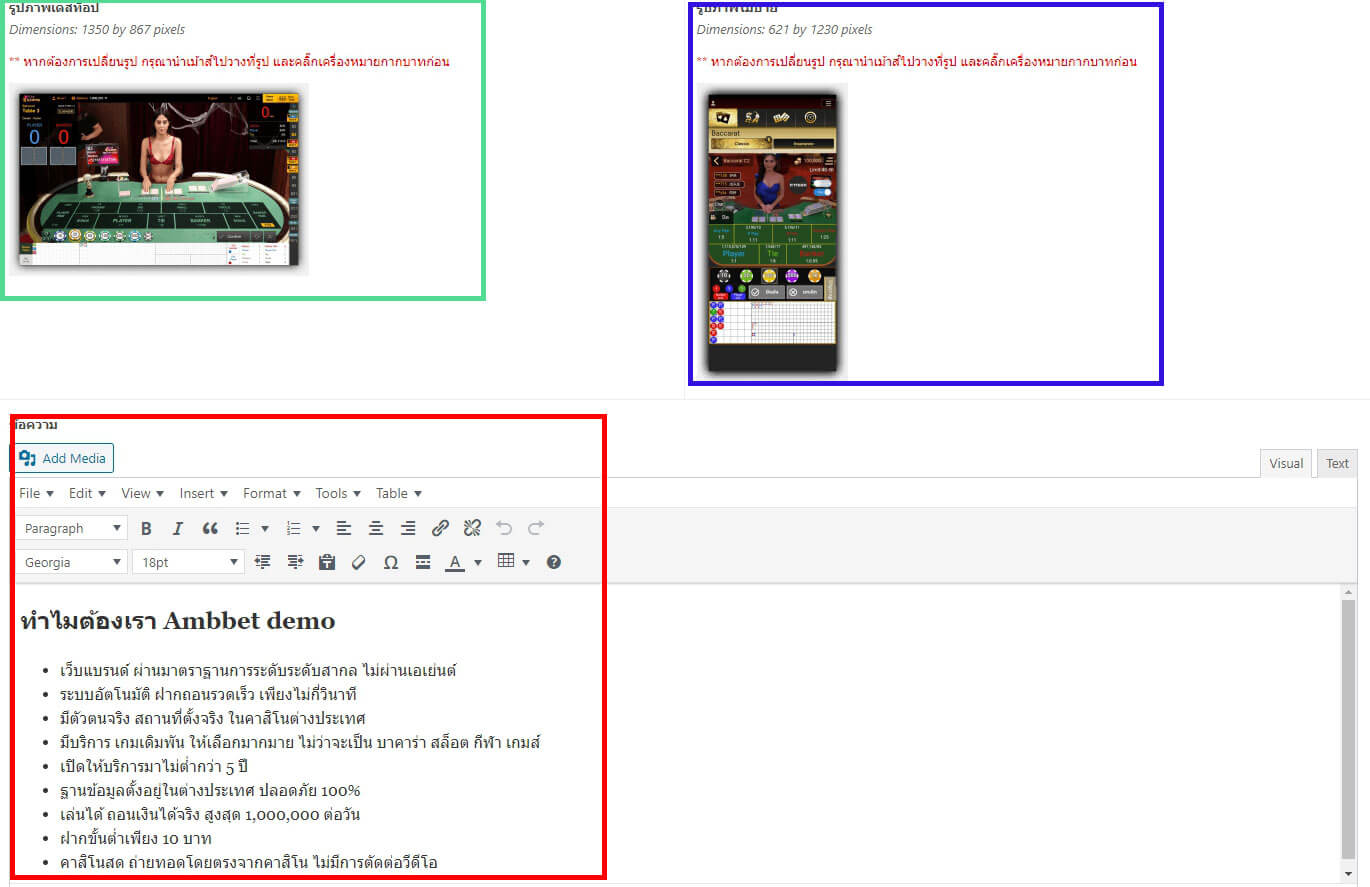 รูปภาพเดสท็อป
Dimensions: 1350 by 867 pixels
** หากต้องการเปลี่ยนรูป กรุณานำเม้าส์ไปวางที่รูป และคลิ๊กเครื่องหมายกากบาทก่อน
Table 3
PLAYER
0 0
PLAYER TIE BANKER
Confirm
รูปภาพโมบาย
Dimensions: 621 by 1230 pixels
** หากต้องการเปลี่ยนรูป กรุณานำเม้าส์ไปวางที่รูป และคลิ๊กเครื่องหมายกากบาทก่อน
Baccarat
Classic Insurance
Baccarat C2
Player Tie
ข้อความ
Add Media
Visual Text
File Edit View Insert Format Tools Table
Paragraph
Georgia 18pt
ทำไมต้องเรา Ambbet demo
เว็บแบรนด์ ผ่านมาตราฐานการระดับระดับสากล ไม่ผ่านเอเย่นต์
ระบบอัตโนมัติ ฝากถอนรวดเร็ว เพียงไม่กี่วินาที
มีตัวตนจริง สถานที่ตั้งจริง ในคาสิโนต่างประเทศ
มีบริการ เกมเดิมพัน ให้เลือกมากมาย ไม่ว่าจะเป็น บาคาร่า สล็อต กีฬา เกมส์
เปิดให้บริการมาไม่ต่ำกว่า 5 ปี
ฐานข้อมูลตั้งอยู่ในต่างประเทศ ปลอดภัย 100%
เล่นได้ ถอนเงินได้จริง สูงสุด 1,000,000 ต่อวัน
ฝากขั้นต่ำเพียง 10 บาท
คาสิโนสด ถ่ายทอดโดยตรงจากคาสิโน ไม่มีการตัดต่อวีดีโอ